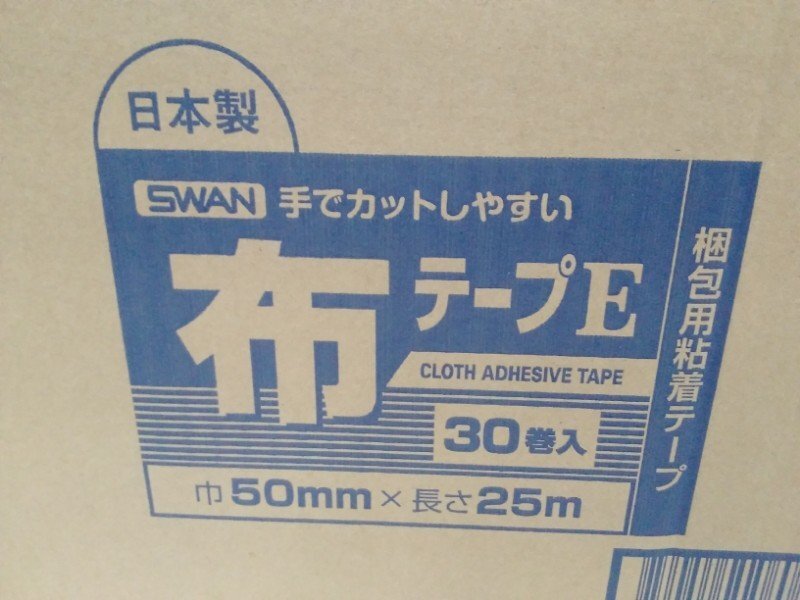 日本製
SWAN 手でカットしやすい
布テープE
CLOTH ADHESIVE TAPE
30巻入
巾50mm×長さ25m
梱包用粘着テープ